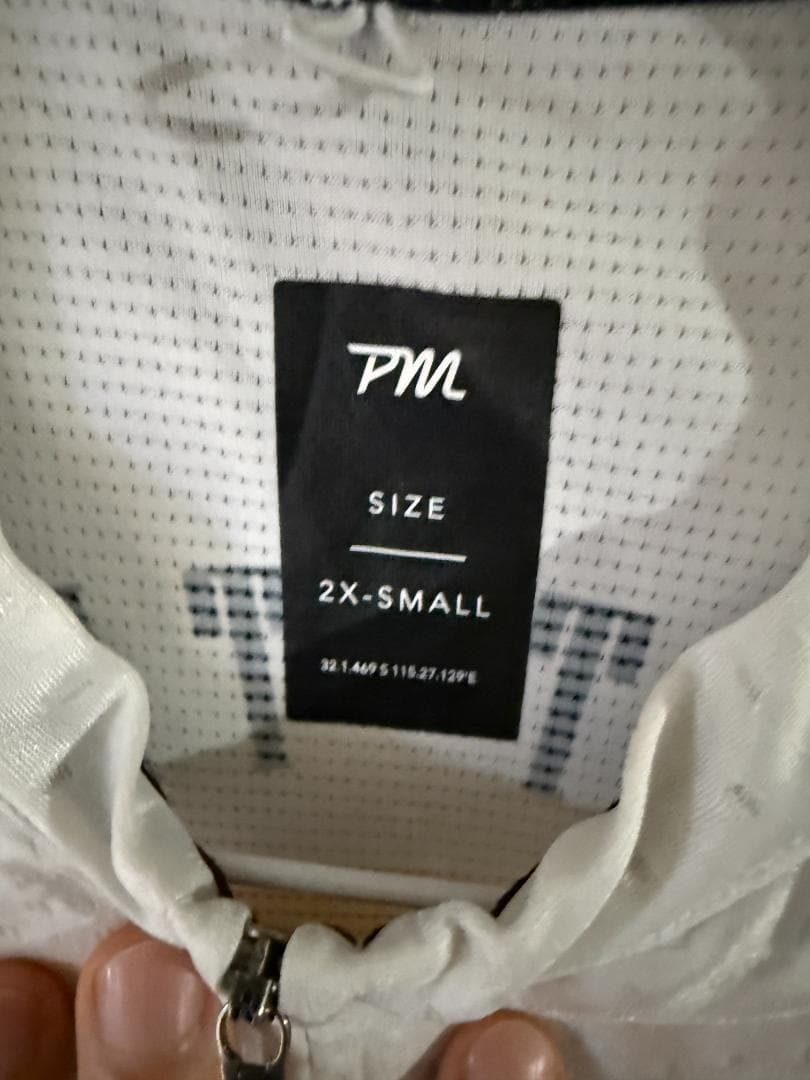 PM
SIZE
2X-SMALL
32.1.469 S 115.27.129'E